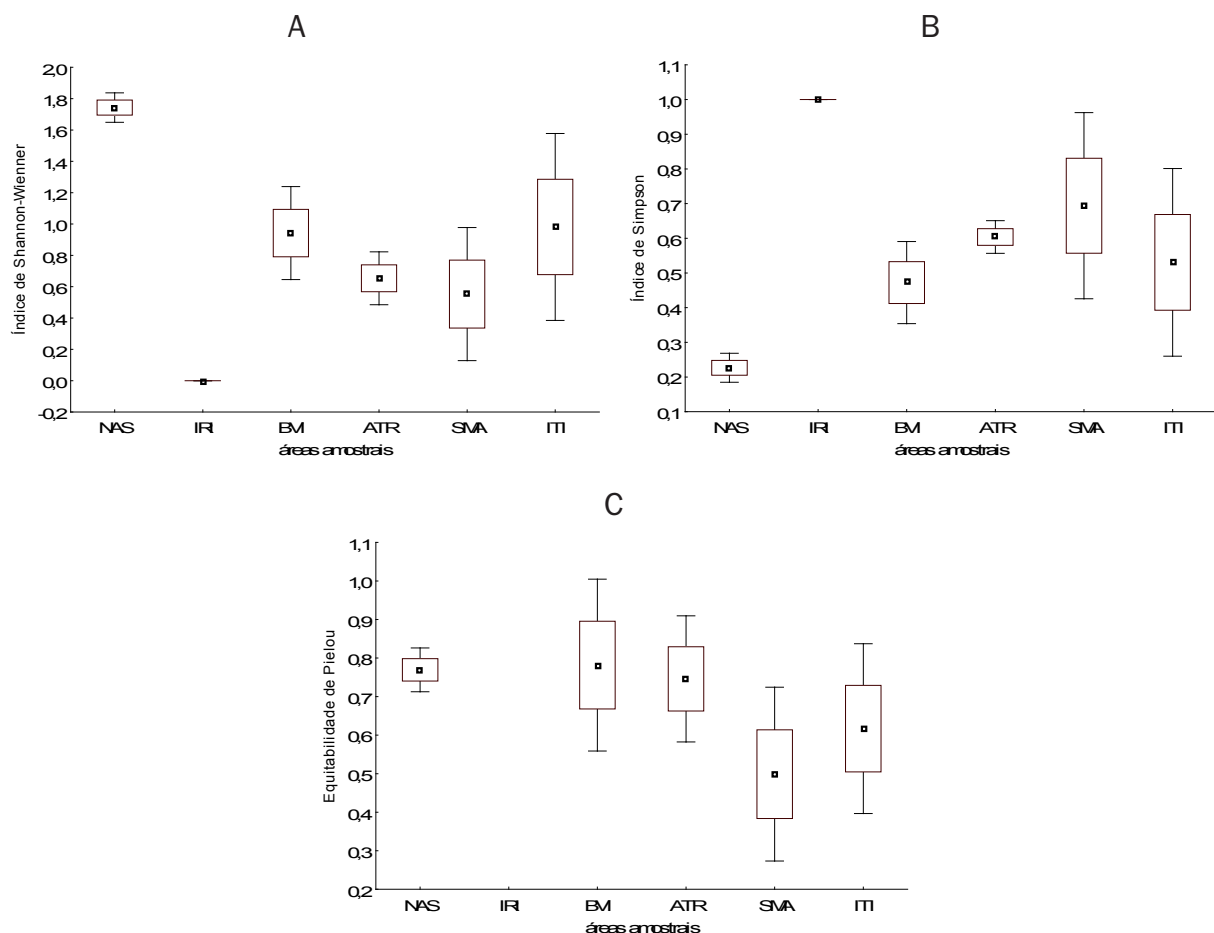 A
Índice de Shannon-Wienner
2,0
1,8
1,6
1,4
1,2
1,0
0,8
0,6
0,4
0,2
0,0
-0,2
NAS IRI BM ATR SMA ITI
áreas amostrais
B
Índice de Simpson
1,1
1,0
0,9
0,8
0,7
0,6
0,5
0,4
0,3
0,2
0,1
NAS IRI BM ATR SMA ITI
áreas amostrais
C
Equitabilidade de Pielou
1,1
1,0
0,9
0,8
0,7
0,6
0,5
0,4
0,3
0,2
NAS IRI BM ATR SMA ITI
áreas amostrais